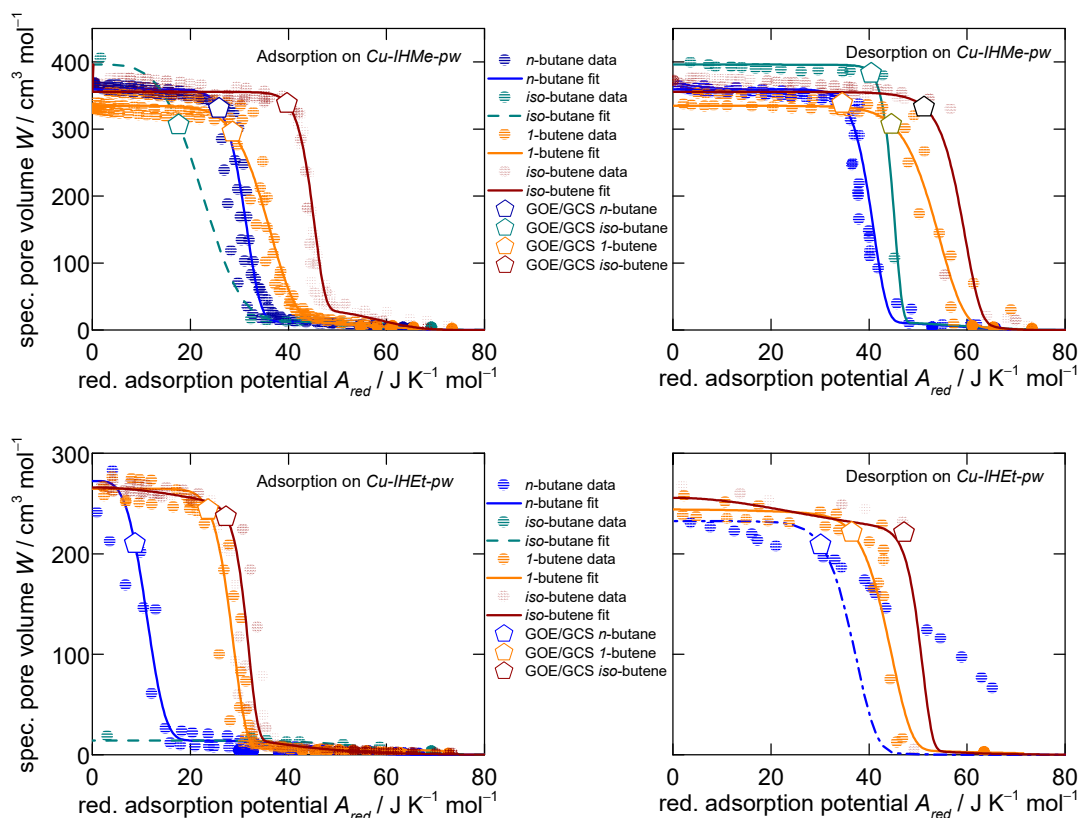 Adsorption on Cu-IHMe-pw
spec. pore volume W / cm³ mol⁻¹
400
300
200
100
0
0 20 40 60 80
red. adsorption potential A_red / J K⁻¹ mol⁻¹
n-butane data
n-butane fit
iso-butane data
iso-butane fit
1-butene data
1-butene fit
iso-butene data
iso-butene fit
GOE/GCS n-butane
GOE/GCS iso-butane
GOE/GCS 1-butene
GOE/GCS iso-butene
Desorption on Cu-IHMe-pw
0 20 40 60 80
red. adsorption potential A_red / J K⁻¹ mol⁻¹
Adsorption on Cu-IHEt-pw
spec. pore volume W / cm³ mol⁻¹
300
200
100
0
0 20 40 60 80
red. adsorption potential A_red / J K⁻¹ mol⁻¹
n-butane data
n-butane fit
iso-butane data
iso-butane fit
1-butene data
1-butene fit
iso-butene data
iso-butene fit
GOE/GCS n-butane
GOE/GCS 1-butene
GOE/GCS iso-butene
Desorption on Cu-IHEt-pw
0 20 40 60 80
red. adsorption potential A_red / J K⁻¹ mol⁻¹